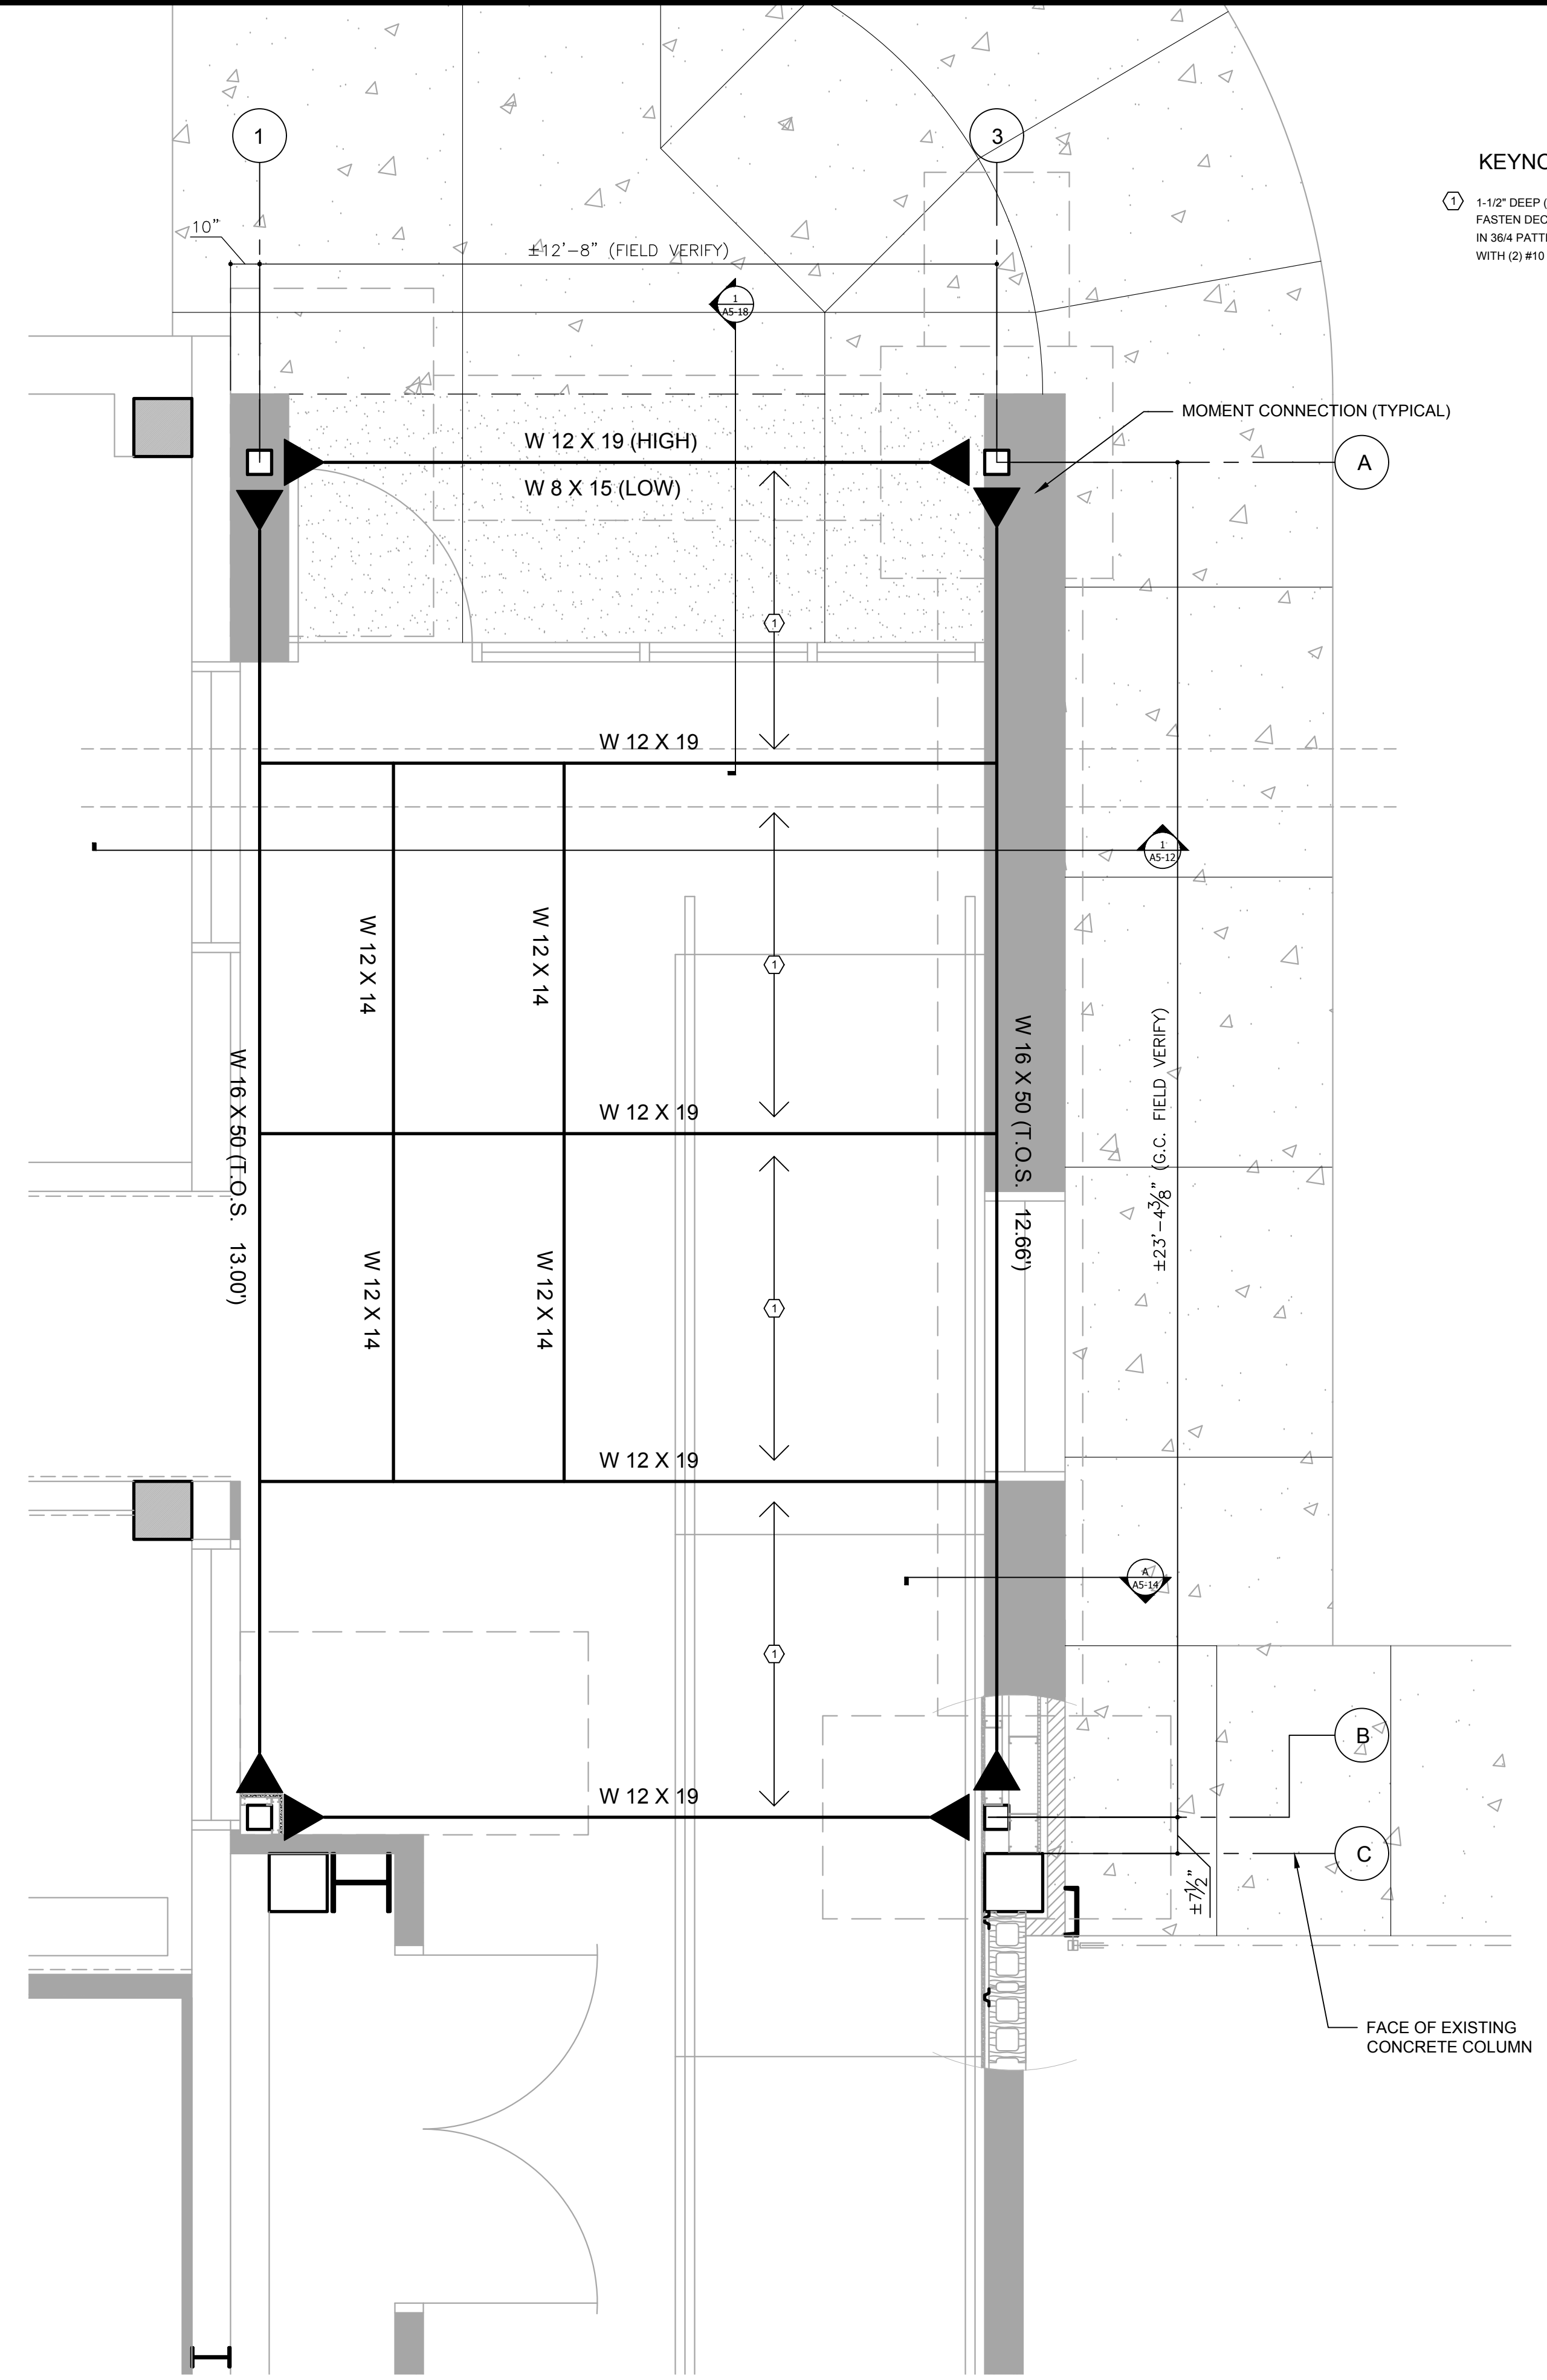 1
3
KEYNO
1
1-1/2" DEEP (
FASTEN DEC
IN 36/4 PATT
WITH (2) #10
10"
±12'-8" (FIELD VERIFY)
1
A5-18
MOMENT CONNECTION (TYPICAL)
W 12 X 19 (HIGH)
A
W 8 X 15 (LOW)
1
W 12 X 19
1
A5-12
W 12 X 14
W 12 X 14
1
W 16 X 50 (T.O.S. 13.00')
W 16 X 50 (T.O.S. 12.66')
±23'-4⅜" (G.C. FIELD VERIFY)
W 12 X 19
W 12 X 14
W 12 X 14
1
W 12 X 19
A
A5-14
1
B
W 12 X 19
C
±7½"
FACE OF EXISTING
CONCRETE COLUMN